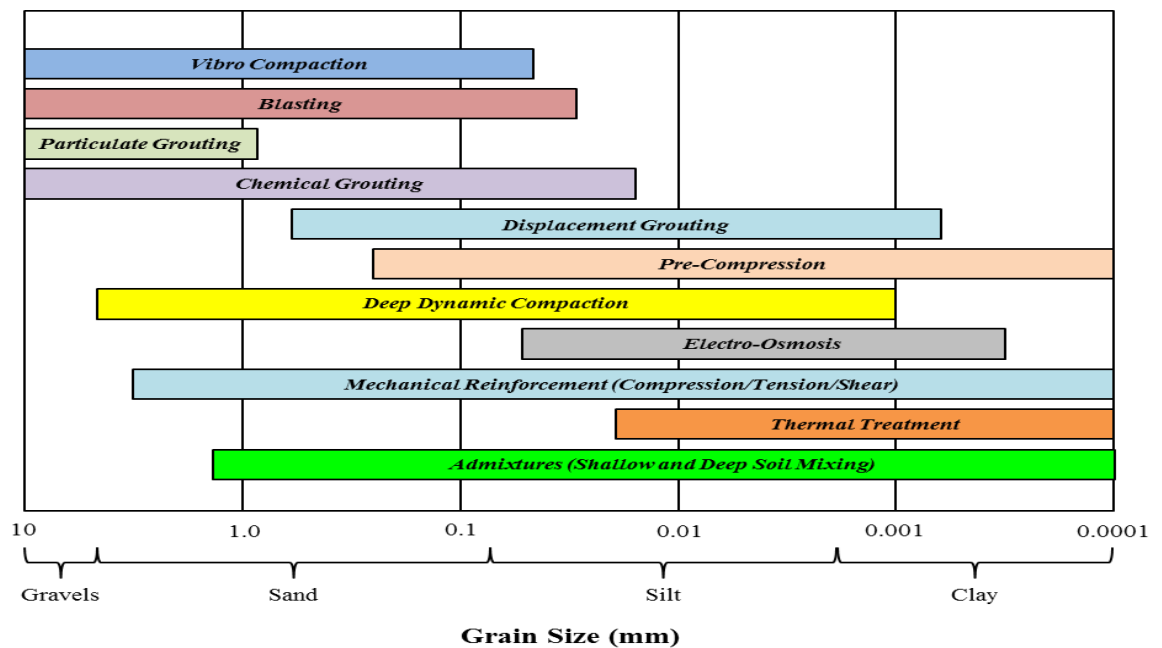 Vibro Compaction
Blasting
Particulate Grouting
Chemical Grouting
Displacement Grouting
Pre-Compression
Deep Dynamic Compaction
Electro-Osmosis
Mechanical Reinforcement (Compression/Tension/Shear)
Thermal Treatment
Admixtures (Shallow and Deep Soil Mixing)
10 1.0 0.1 0.01 0.001 0.0001
Gravels Sand Silt Clay
Grain Size (mm)